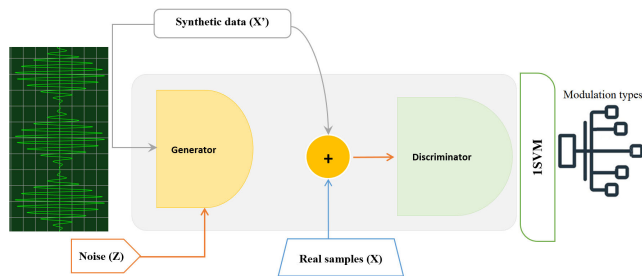 Synthetic data (X’)
Generator
+
Discriminator
1SVM
Modulation types
Noise (Z)
Real samples (X)